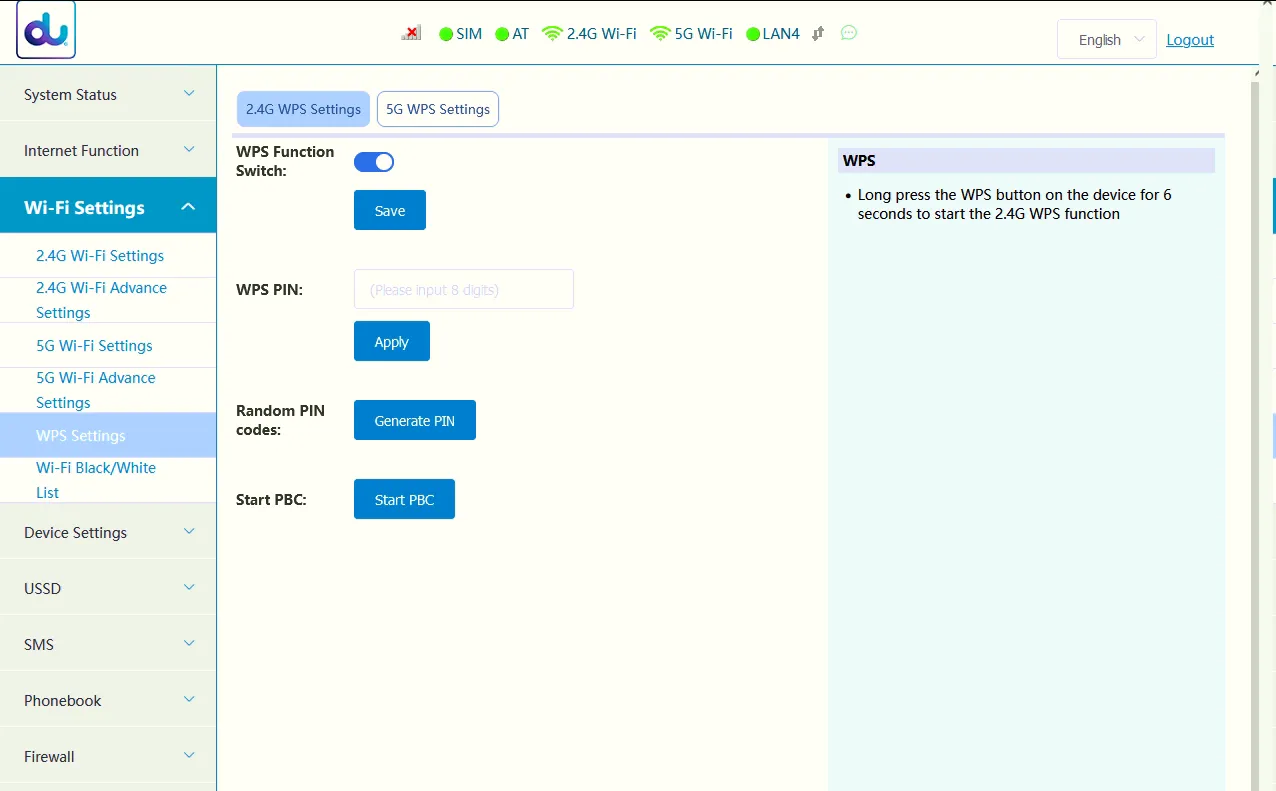 du
SIM AT 2.4G Wi-Fi 5G Wi-Fi LAN4
English Logout
System Status
Internet Function
Wi-Fi Settings
2.4G Wi-Fi Settings
2.4G Wi-Fi Advance
Settings
5G Wi-Fi Settings
5G Wi-Fi Advance
Settings
WPS Settings
Wi-Fi Black/White
List
Device Settings
USSD
SMS
Phonebook
Firewall
2.4G WPS Settings 5G WPS Settings
WPS Function
Switch:
Save
WPS PIN: (Please input 8 digits)
Apply
Random PIN
codes:
Generate PIN
Start PBC: Start PBC
WPS
• Long press the WPS button on the device for 6
seconds to start the 2.4G WPS function